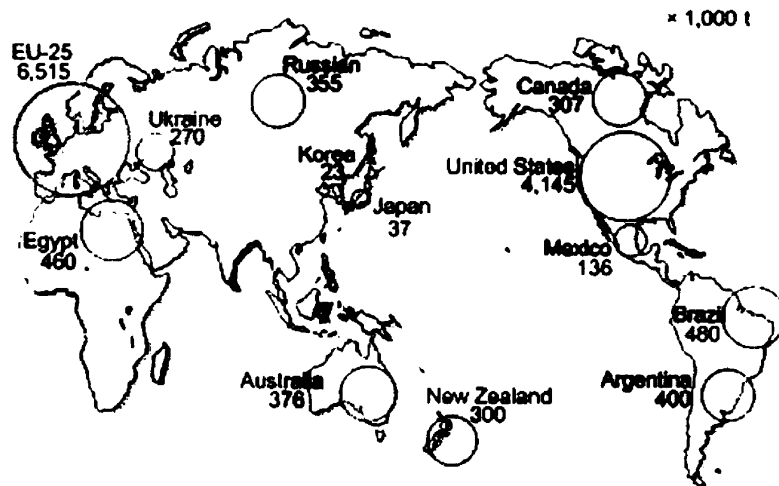 × 1,000 t
EU-25
6,515
Russian
355
Canada
307
Ukraine
270
Korea
23
United States
4,145
Japan
37
Egypt
460
Mexico
136
Brazil
480
Australia
376
New Zealand
300
Argentina
400